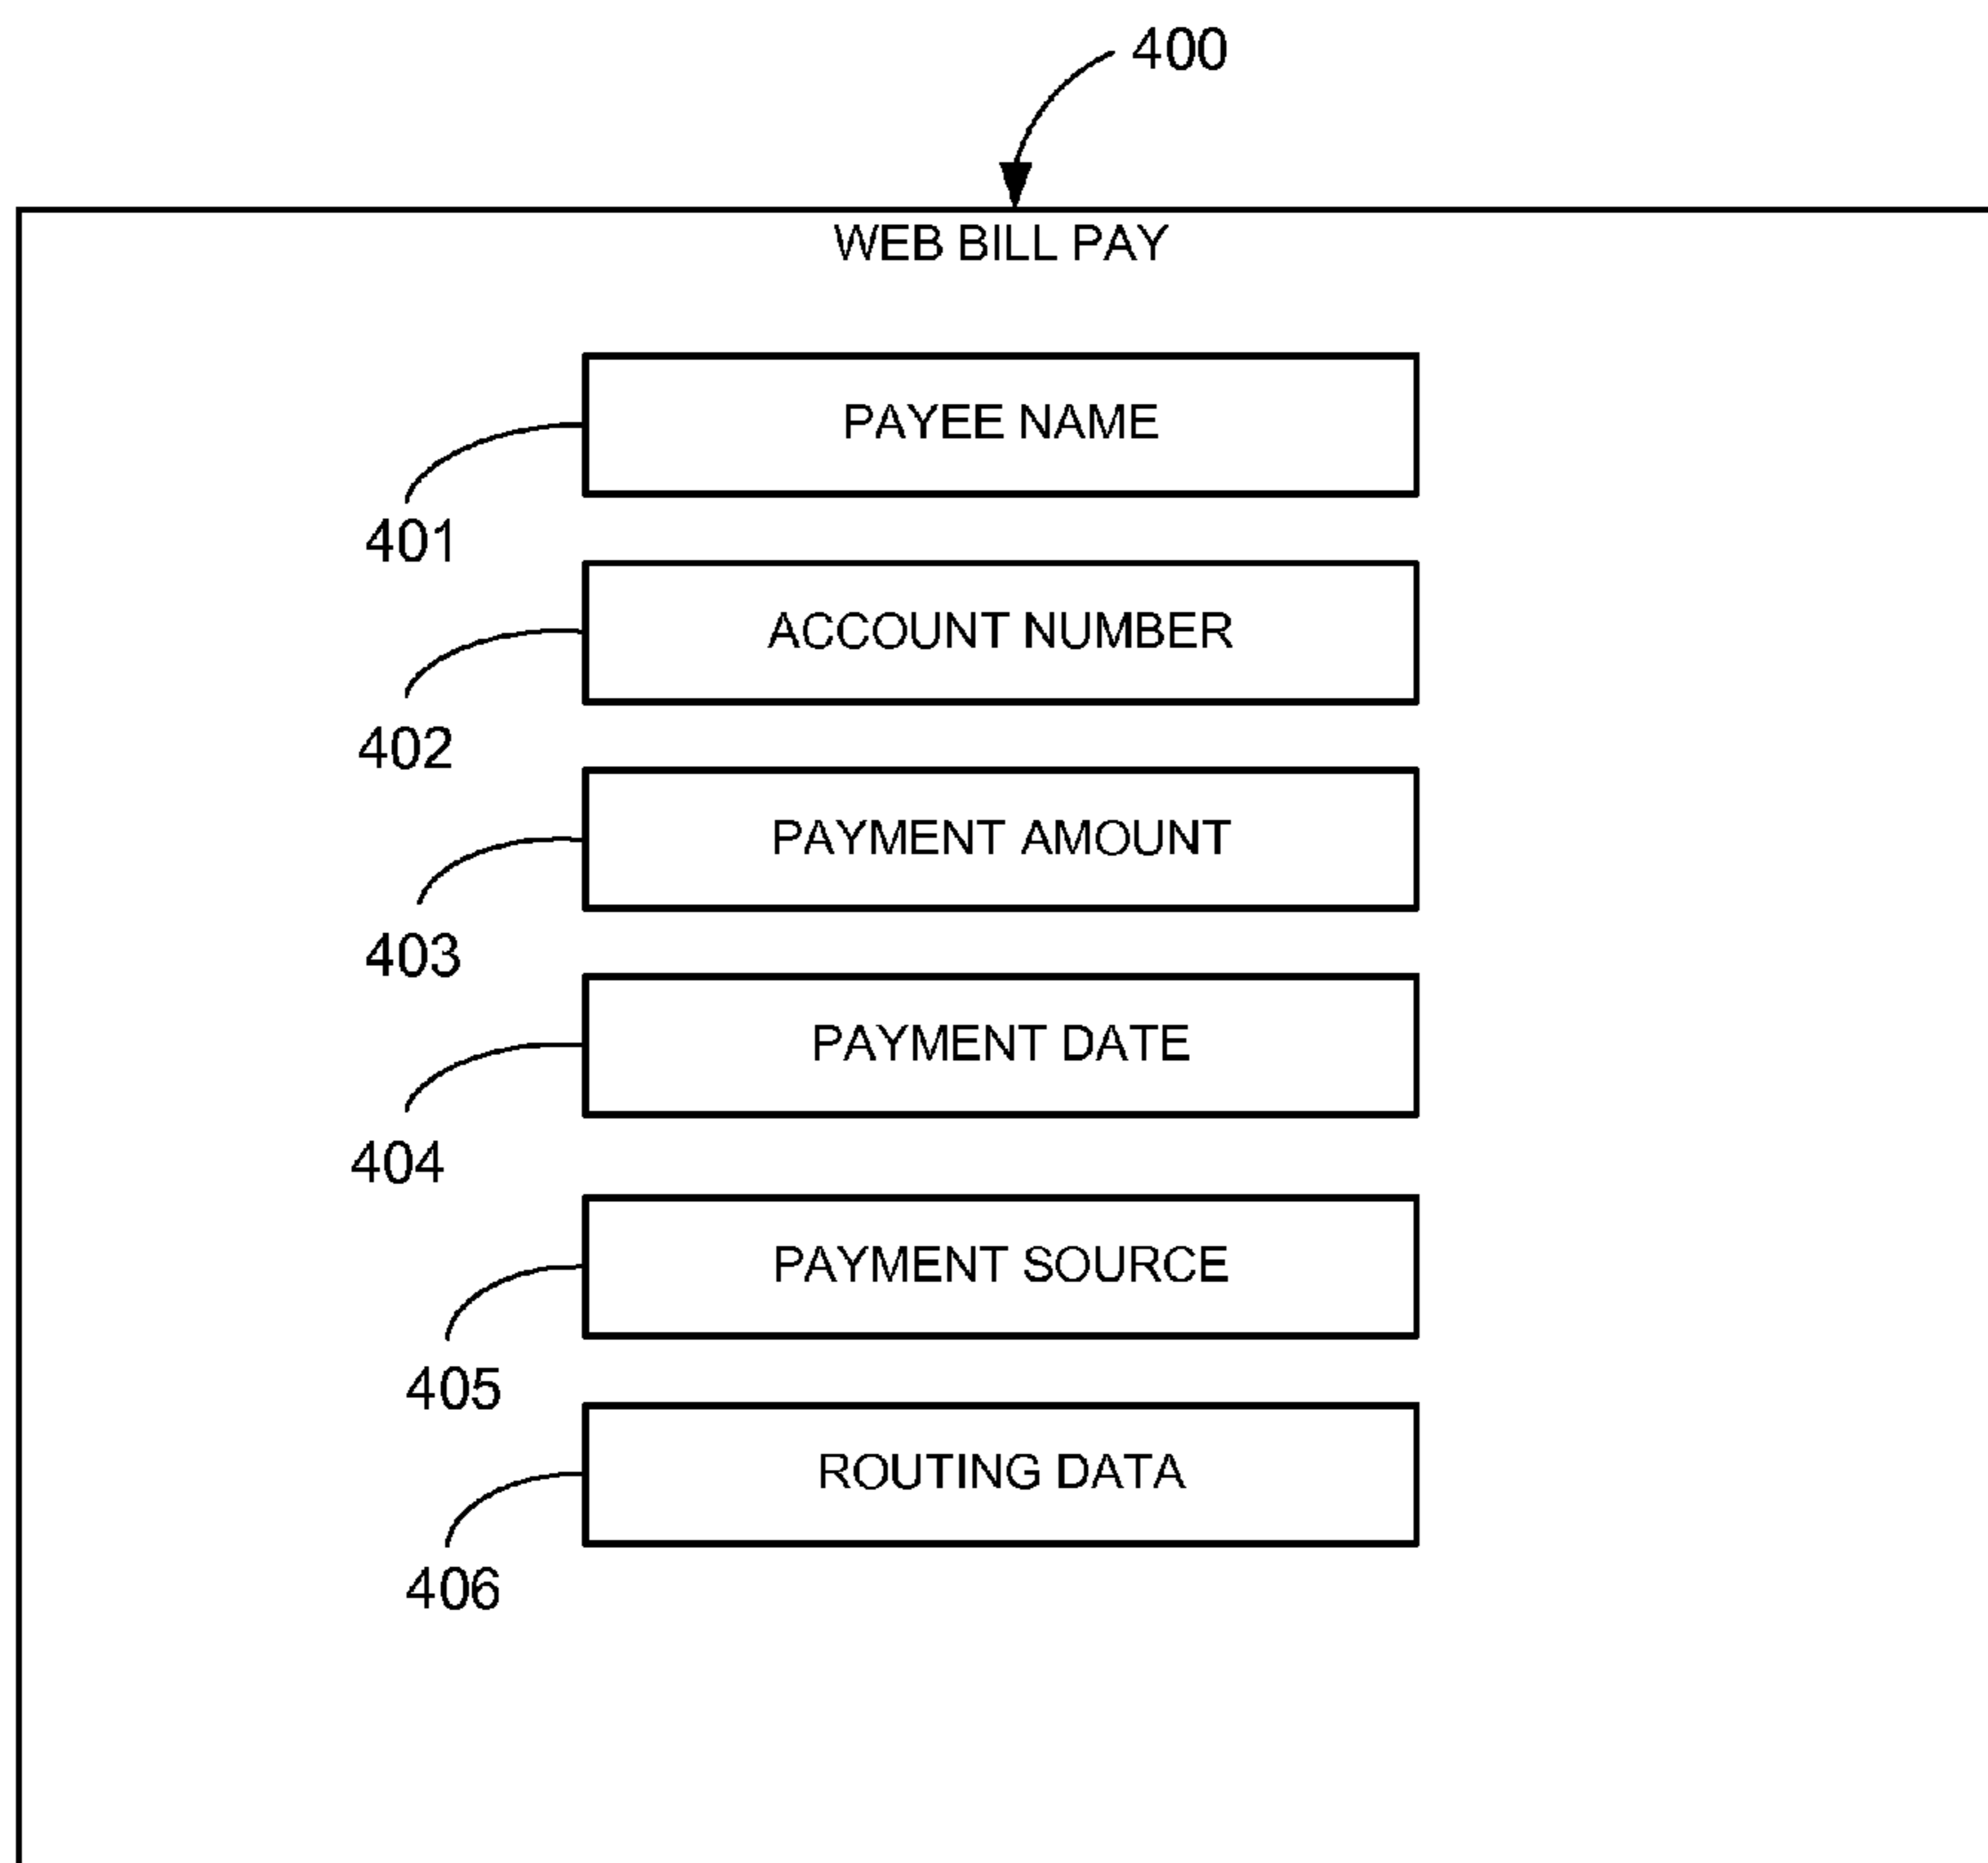 400
WEB BILL PAY
PAYEE NAME
401
ACCOUNT NUMBER
402
PAYMENT AMOUNT
403
PAYMENT DATE
404
PAYMENT SOURCE
405
ROUTING DATA
406